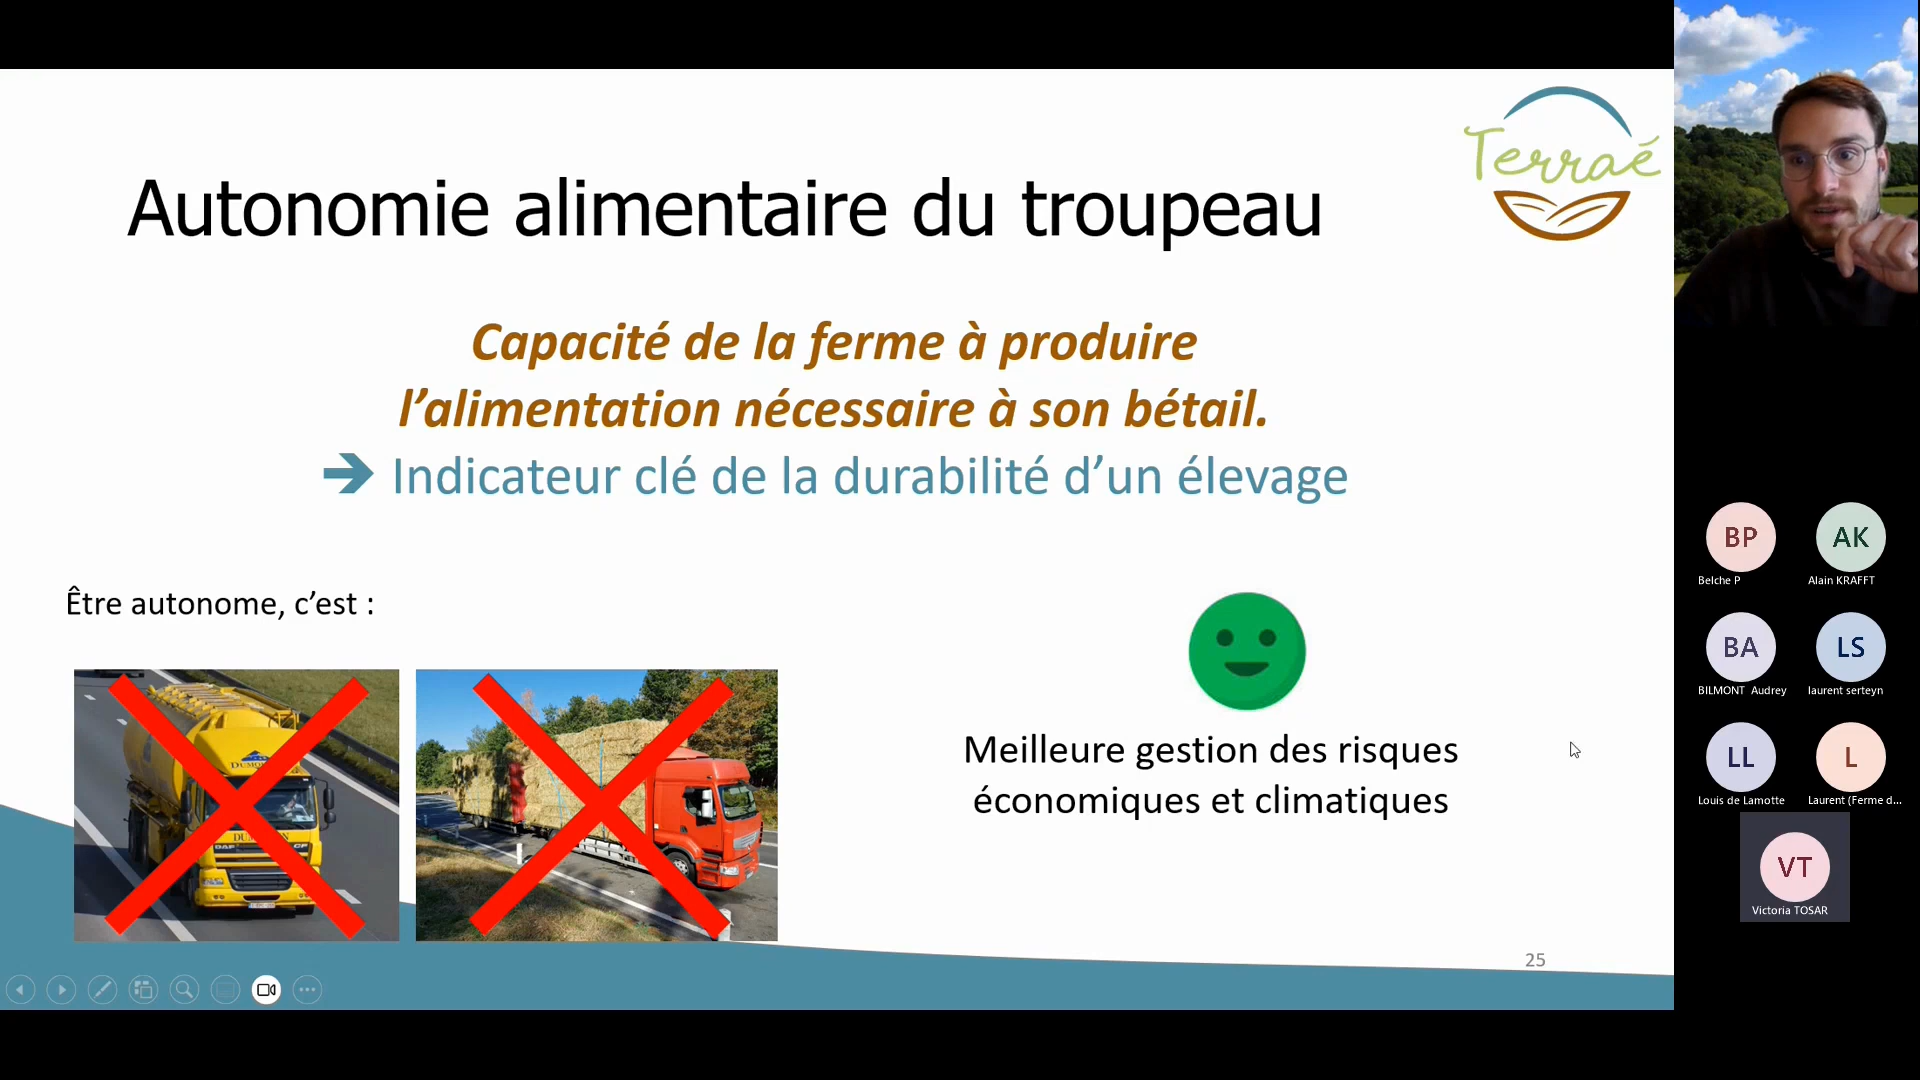 Terraé
Autonomie alimentaire du troupeau
Capacité de la ferme à produire
l’alimentation nécessaire à son bétail.
➔ Indicateur clé de la durabilité d’un élevage
Être autonome, c’est :
DAF
CF
Meilleure gestion des risques
économiques et climatiques
25
BP
Belche P
AK
Alain KRAFFT
BA
BILMONT Audrey
LS
laurent serteyn
LL
Louis de Lamotte
L
Laurent (Ferme d...
VT
Victoria TOSAR